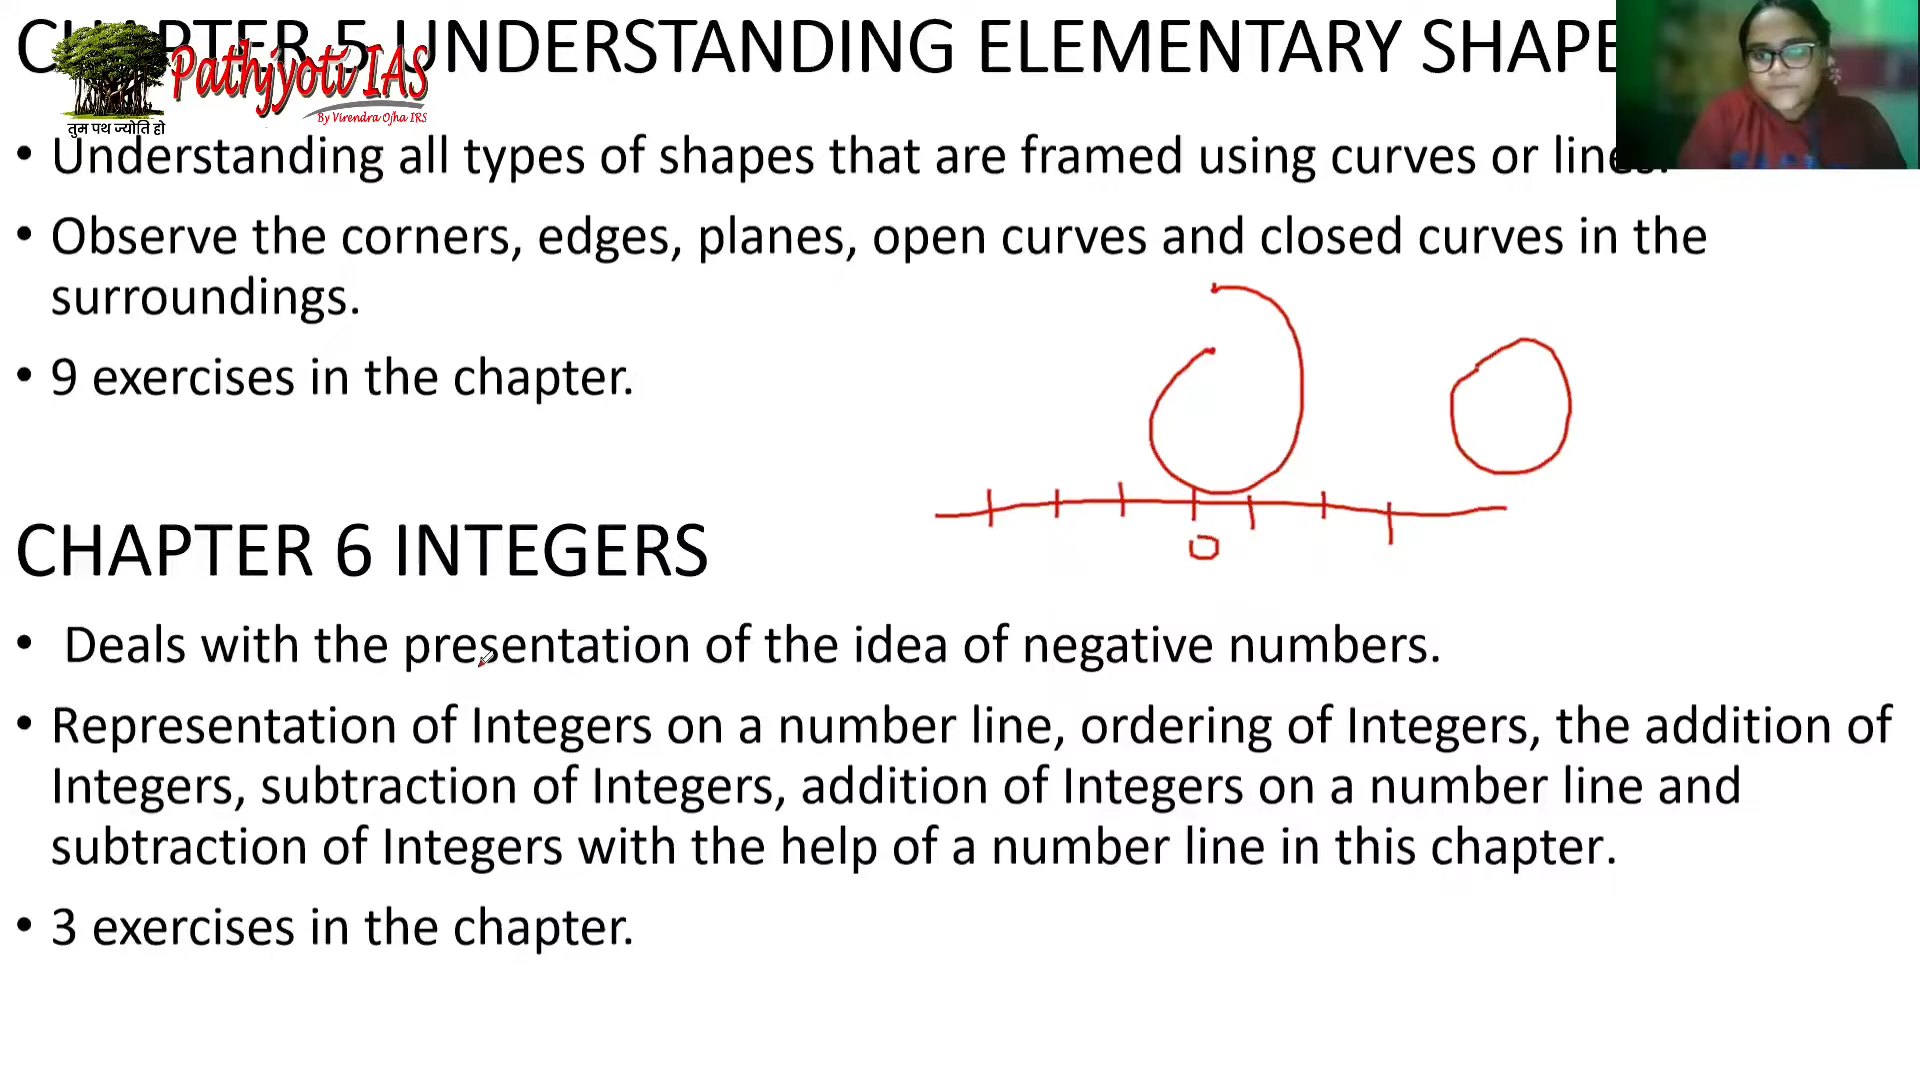 CHAPTER 5 UNDERSTANDING ELEMENTARY SHAPE
Pathjyoti IAS
By Virendra Ojha IRS
तुम पथ ज्योति हो
• Understanding all types of shapes that are framed using curves or lines.
• Observe the corners, edges, planes, open curves and closed curves in the
surroundings.
• 9 exercises in the chapter.
0
CHAPTER 6 INTEGERS
• Deals with the presentation of the idea of negative numbers.
• Representation of Integers on a number line, ordering of Integers, the addition of
Integers, subtraction of Integers, addition of Integers on a number line and
subtraction of Integers with the help of a number line in this chapter.
• 3 exercises in the chapter.